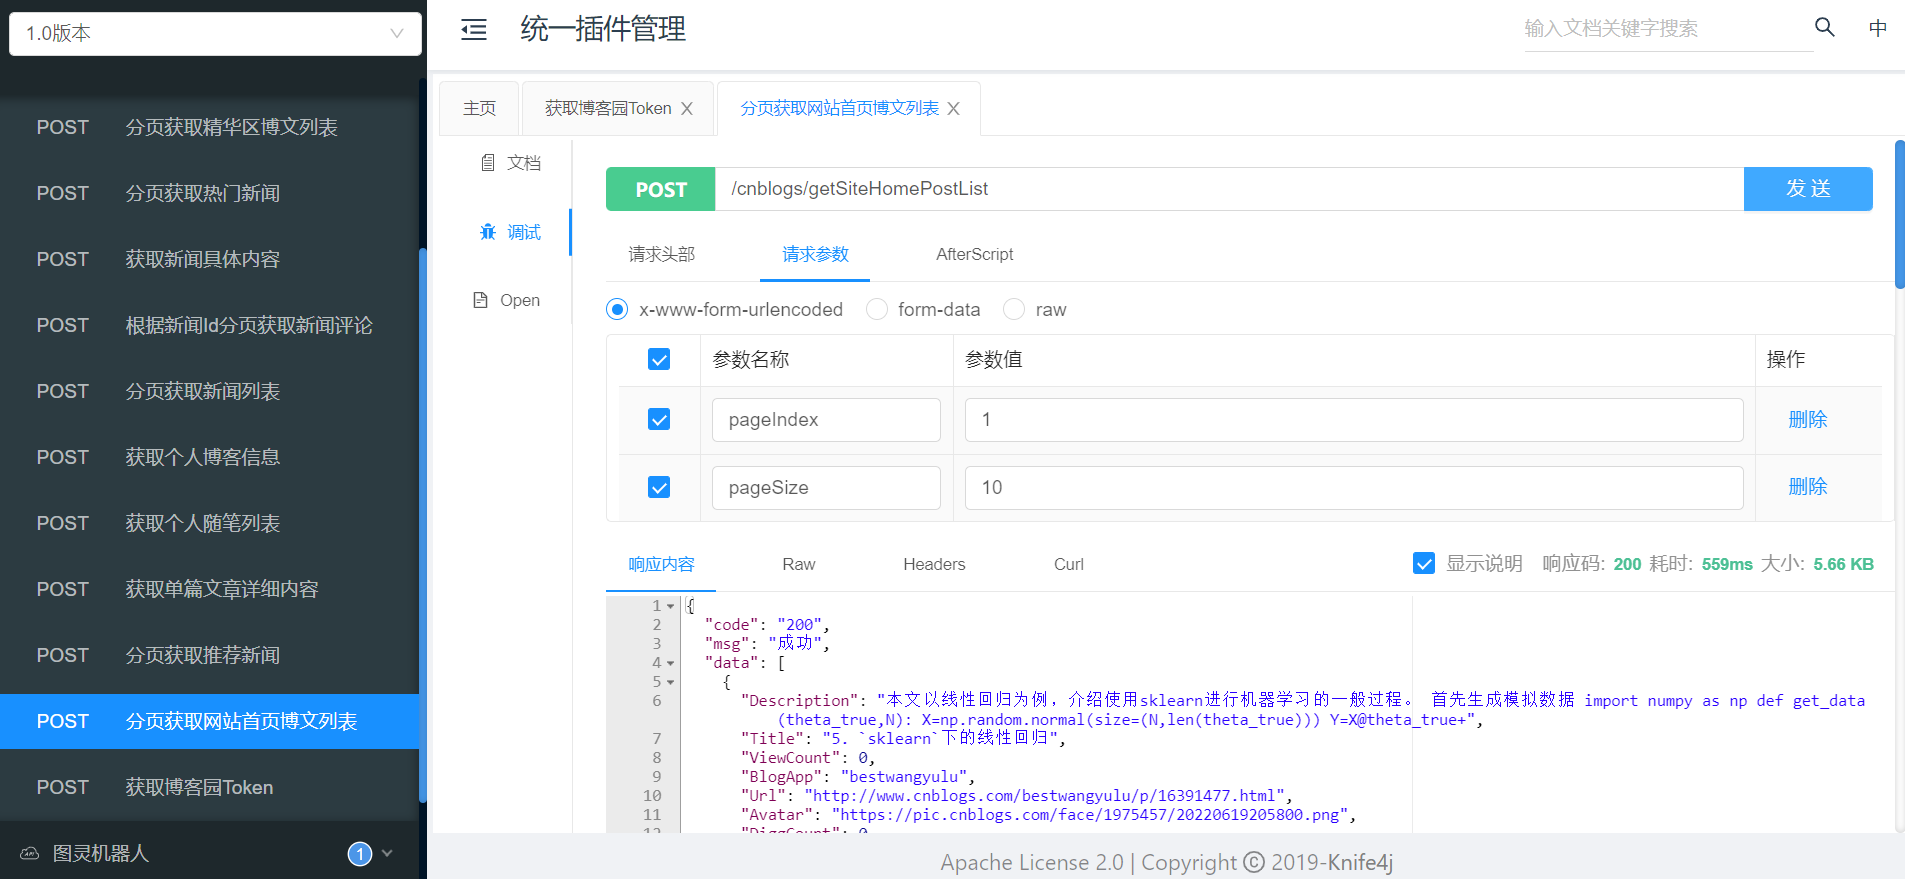 1.0版本
统一插件管理
输入文档关键字搜索
中
POST 分页获取精华区博文列表
POST 分页获取热门新闻
POST 获取新闻具体内容
POST 根据新闻Id分页获取新闻评论
POST 分页获取新闻列表
POST 获取个人博客信息
POST 获取个人随笔列表
POST 获取单篇文章详细内容
POST 分页获取推荐新闻
POST 分页获取网站首页博文列表
POST 获取博客园Token
图灵机器人 1
主页 获取博客园Token 分页获取网站首页博文列表
文档
调试
Open
POST /cnblogs/getSiteHomePostList 发 送
请求头部 请求参数 AfterScript
x-www-form-urlencoded form-data raw
参数名称 参数值 操作
pageIndex 1 删除
pageSize 10 删除
响应内容 Raw Headers Curl 显示说明 响应码: 200 耗时: 559ms 大小: 5.66 KB
1 {
2 "code": "200",
3 "msg": "成功",
4 "data": [
5 {
6 "Description": "本文以线性回归为例，介绍使用sklearn进行机器学习的一般过程。 首先生成模拟数据 import numpy as np def get_data
(theta_true,N): X=np.random.normal(size=(N,len(theta_true))) Y=X@theta_true+",
7 "Title": "5. `sklearn`下的线性回归",
8 "ViewCount": 0,
9 "BlogApp": "bestwangyulu",
10 "Url": "http://www.cnblogs.com/bestwangyulu/p/16391477.html",
11 "Avatar": "https://pic.cnblogs.com/face/1975457/20220619205800.png",
12 "DiggCount": 0
Apache License 2.0 | Copyright © 2019-Knife4j